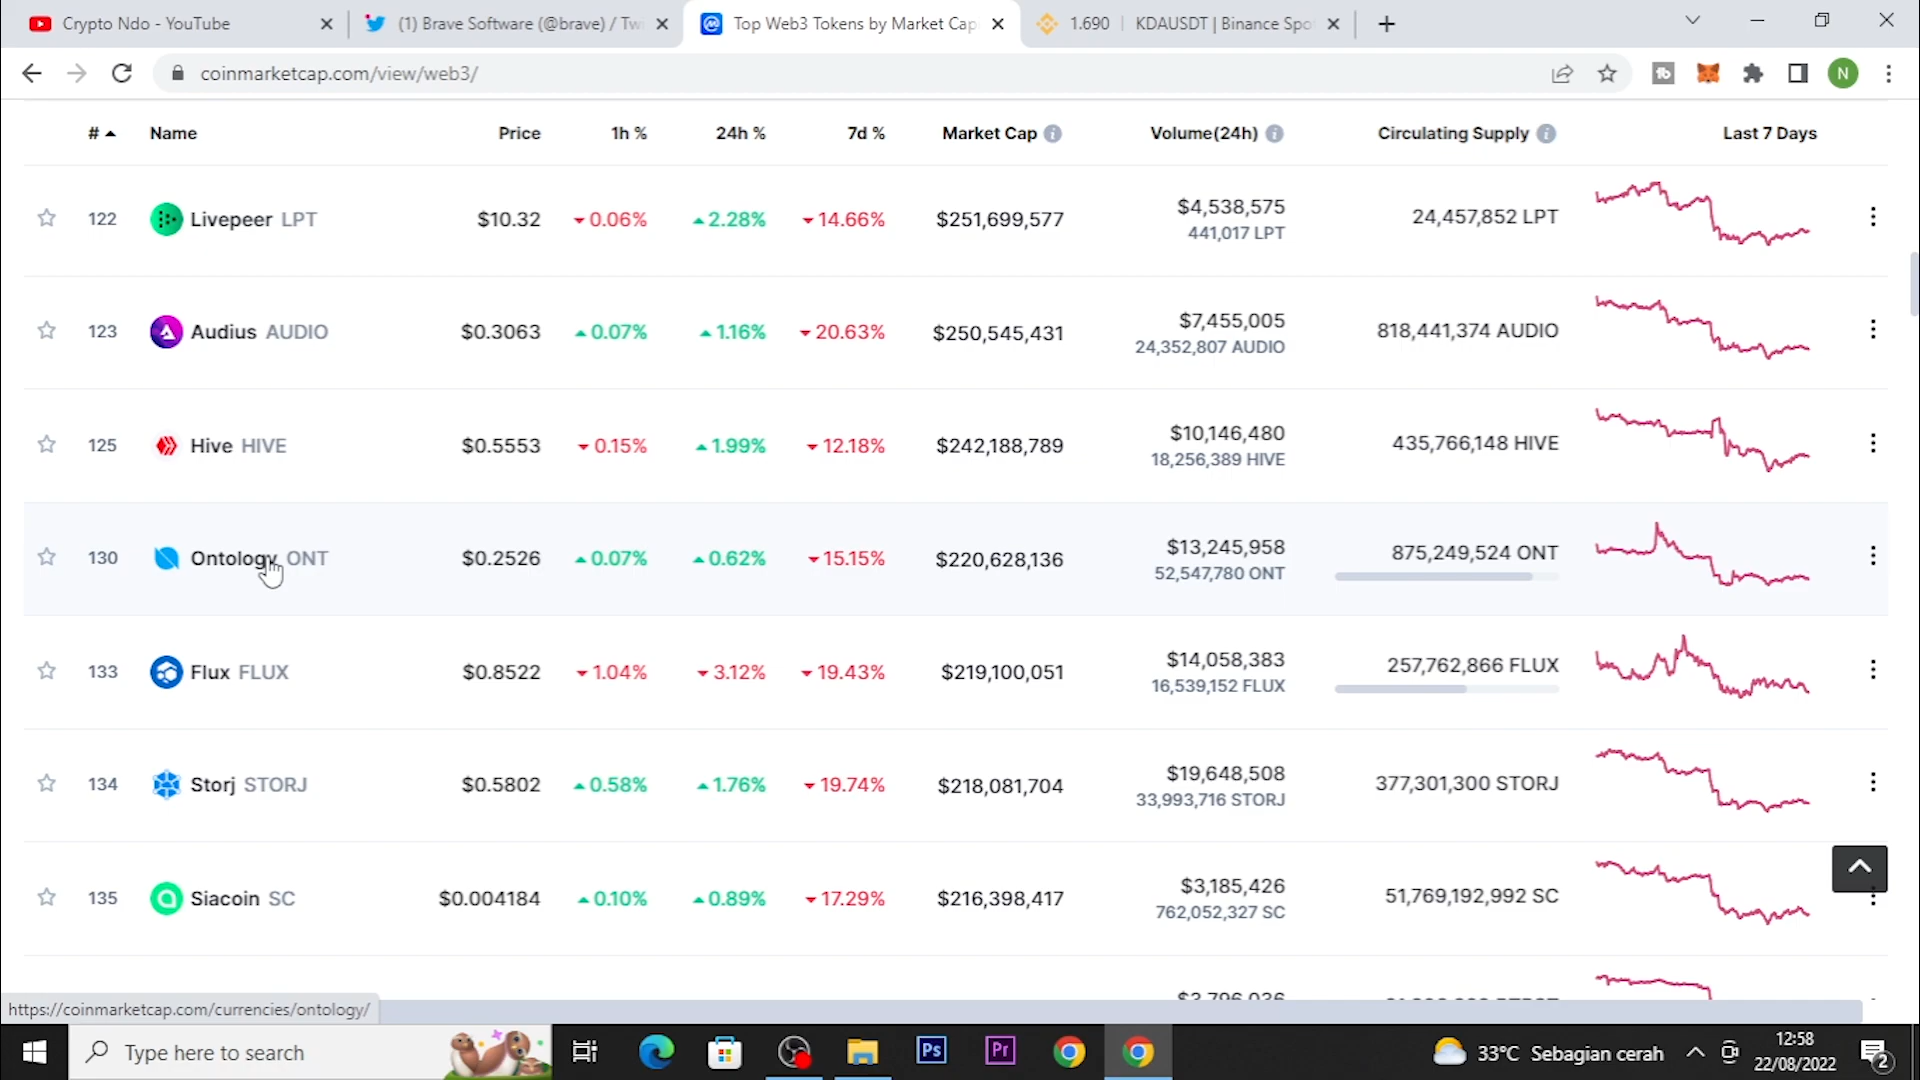 Crypto Ndo - YouTube
(1) Brave Software (@brave) / Tw
Top Web3 Tokens by Market Cap
1.690 | KDAUSDT | Binance Spo
coinmarketcap.com/view/web3/
N
# Name Price 1h % 24h % 7d % Market Cap Volume(24h) Circulating Supply Last 7 Days
122 Livepeer LPT $10.32 0.06% 2.28% 14.66% $251,699,577 $4,538,575 24,457,852 LPT
441,017 LPT
123 Audius AUDIO $0.3063 0.07% 1.16% 20.63% $250,545,431 $7,455,005 818,441,374 AUDIO
24,352,807 AUDIO
125 Hive HIVE $0.5553 0.15% 1.99% 12.18% $242,188,789 $10,146,480 435,766,148 HIVE
18,256,389 HIVE
130 Ontology ONT $0.2526 0.07% 0.62% 15.15% $220,628,136 $13,245,958 875,249,524 ONT
52,547,780 ONT
133 Flux FLUX $0.8522 1.04% 3.12% 19.43% $219,100,051 $14,058,383 257,762,866 FLUX
16,539,152 FLUX
134 Storj STORJ $0.5802 0.58% 1.76% 19.74% $218,081,704 $19,648,508 377,301,300 STORJ
33,993,716 STORJ
135 Siacoin SC $0.004184 0.10% 0.89% 17.29% $216,398,417 $3,185,426 51,769,192,992 SC
762,052,327 SC
https://coinmarketcap.com/currencies/ontology/
Type here to search
Ps
Pr
33°C Sebagian cerah
12:58
22/08/2022
2